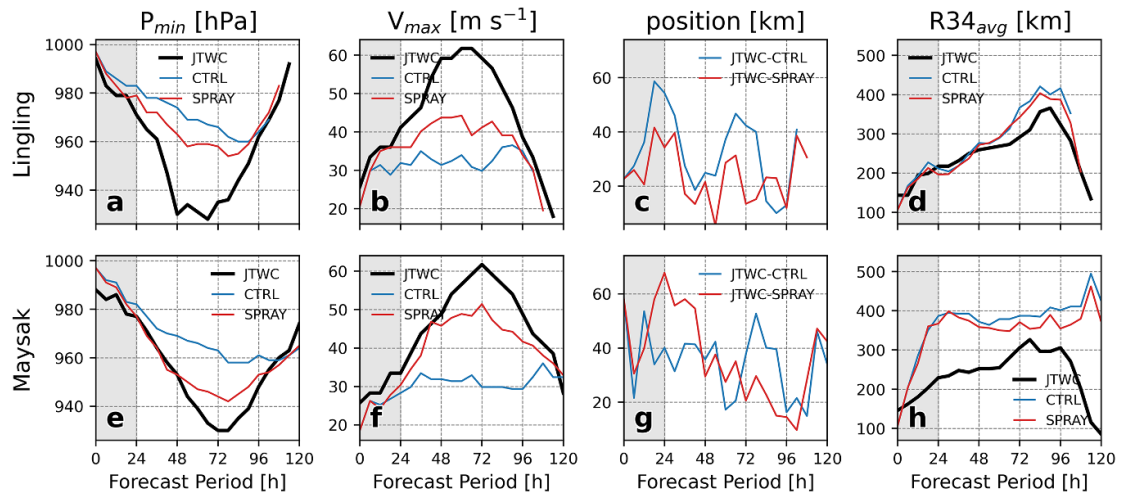 P_min [hPa]
V_max [m s⁻¹]
position [km]
R34_avg [km]
Lingling
1000
980
960
940
JTWC
CTRL
SPRAY
a
60
50
40
30
20
JTWC
CTRL
SPRAY
b
60
40
20
JTWC-CTRL
JTWC-SPRAY
c
500
400
300
200
100
JTWC
CTRL
SPRAY
d
Maysak
1000
980
960
940
JTWC
CTRL
SPRAY
e
0 24 48 72 96 120
Forecast Period [h]
60
50
40
30
20
JTWC
CTRL
SPRAY
f
0 24 48 72 96
Forecast Period [h]
60
40
20
JTWC-CTRL
JTWC-SPRAY
g
0 24 48 72 96
Forecast Period [h]
500
400
300
200
100
JTWC
CTRL
SPRAY
h
0 24 48 72 96 120
Forecast Period [h]